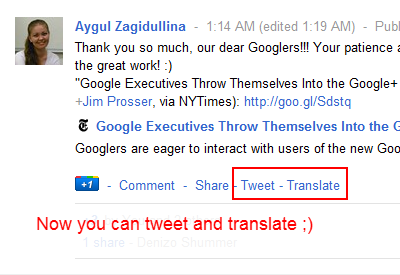 Aygul Zagidullina - 1:14 AM (edited 1:19 AM) - Publ
Thank you so much, our dear Googlers!!! Your patience a
the great work! :)
"Google Executives Throw Themselves Into the Google+
+Jim Prosser, via NYTimes): http://goo.gl/Sdstq
Google Executives Throw Themselves Into the G
Googlers are eager to interact with users of the new Goo
+1 - Comment - Share - Tweet - Translate
Now you can tweet and translate ;)
1 share - Denizo Shummer